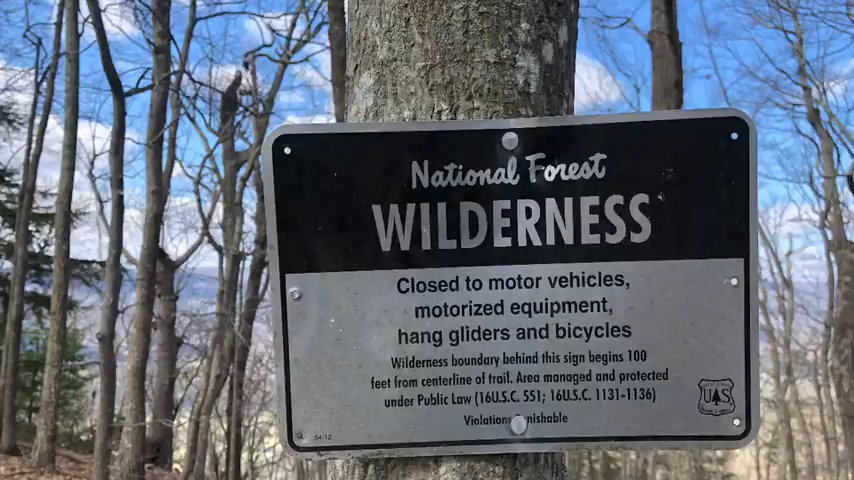 National Forest
WILDERNESS
Closed to motor vehicles,
motorized equipment,
hang gliders and bicycles
Wilderness boundary behind this sign begins 100
feet from centerline of trail. Area managed and protected
under Public Law (16U.S.C. 551; 16U.S.C. 1131-1136)
Violations nishable
US
54-12